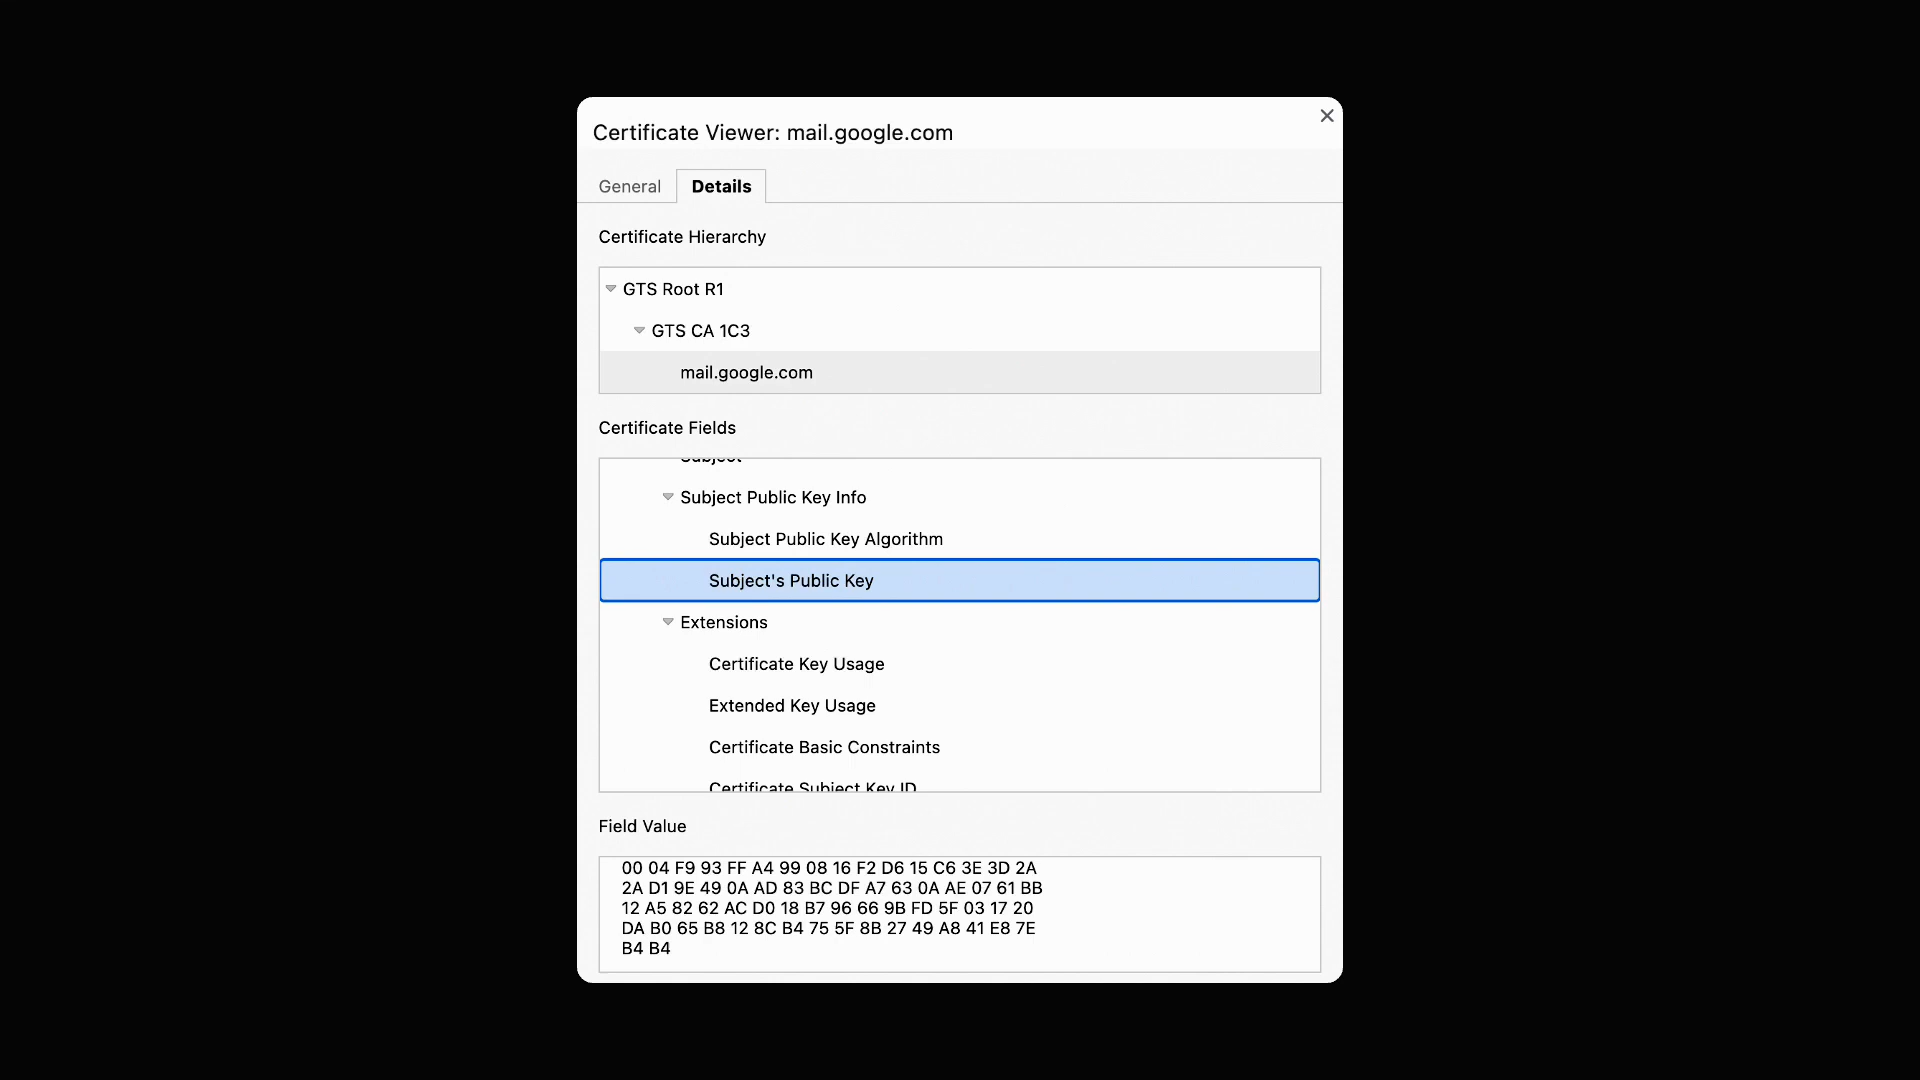 Certificate Viewer: mail.google.com
General Details
Certificate Hierarchy
GTS Root R1
GTS CA 1C3
mail.google.com
Certificate Fields
Subject
Subject Public Key Info
Subject Public Key Algorithm
Subject's Public Key
Extensions
Certificate Key Usage
Extended Key Usage
Certificate Basic Constraints
Certificate Subject Key ID
Field Value
00 04 F9 93 FF A4 99 08 16 F2 D6 15 C6 3E 3D 2A
2A D1 9E 49 0A AD 83 BC DF A7 63 0A AE 07 61 BB
12 A5 82 62 AC D0 18 B7 96 66 9B FD 5F 03 17 20
DA B0 65 B8 12 8C B4 75 5F 8B 27 49 A8 41 E8 7E
B4 B4